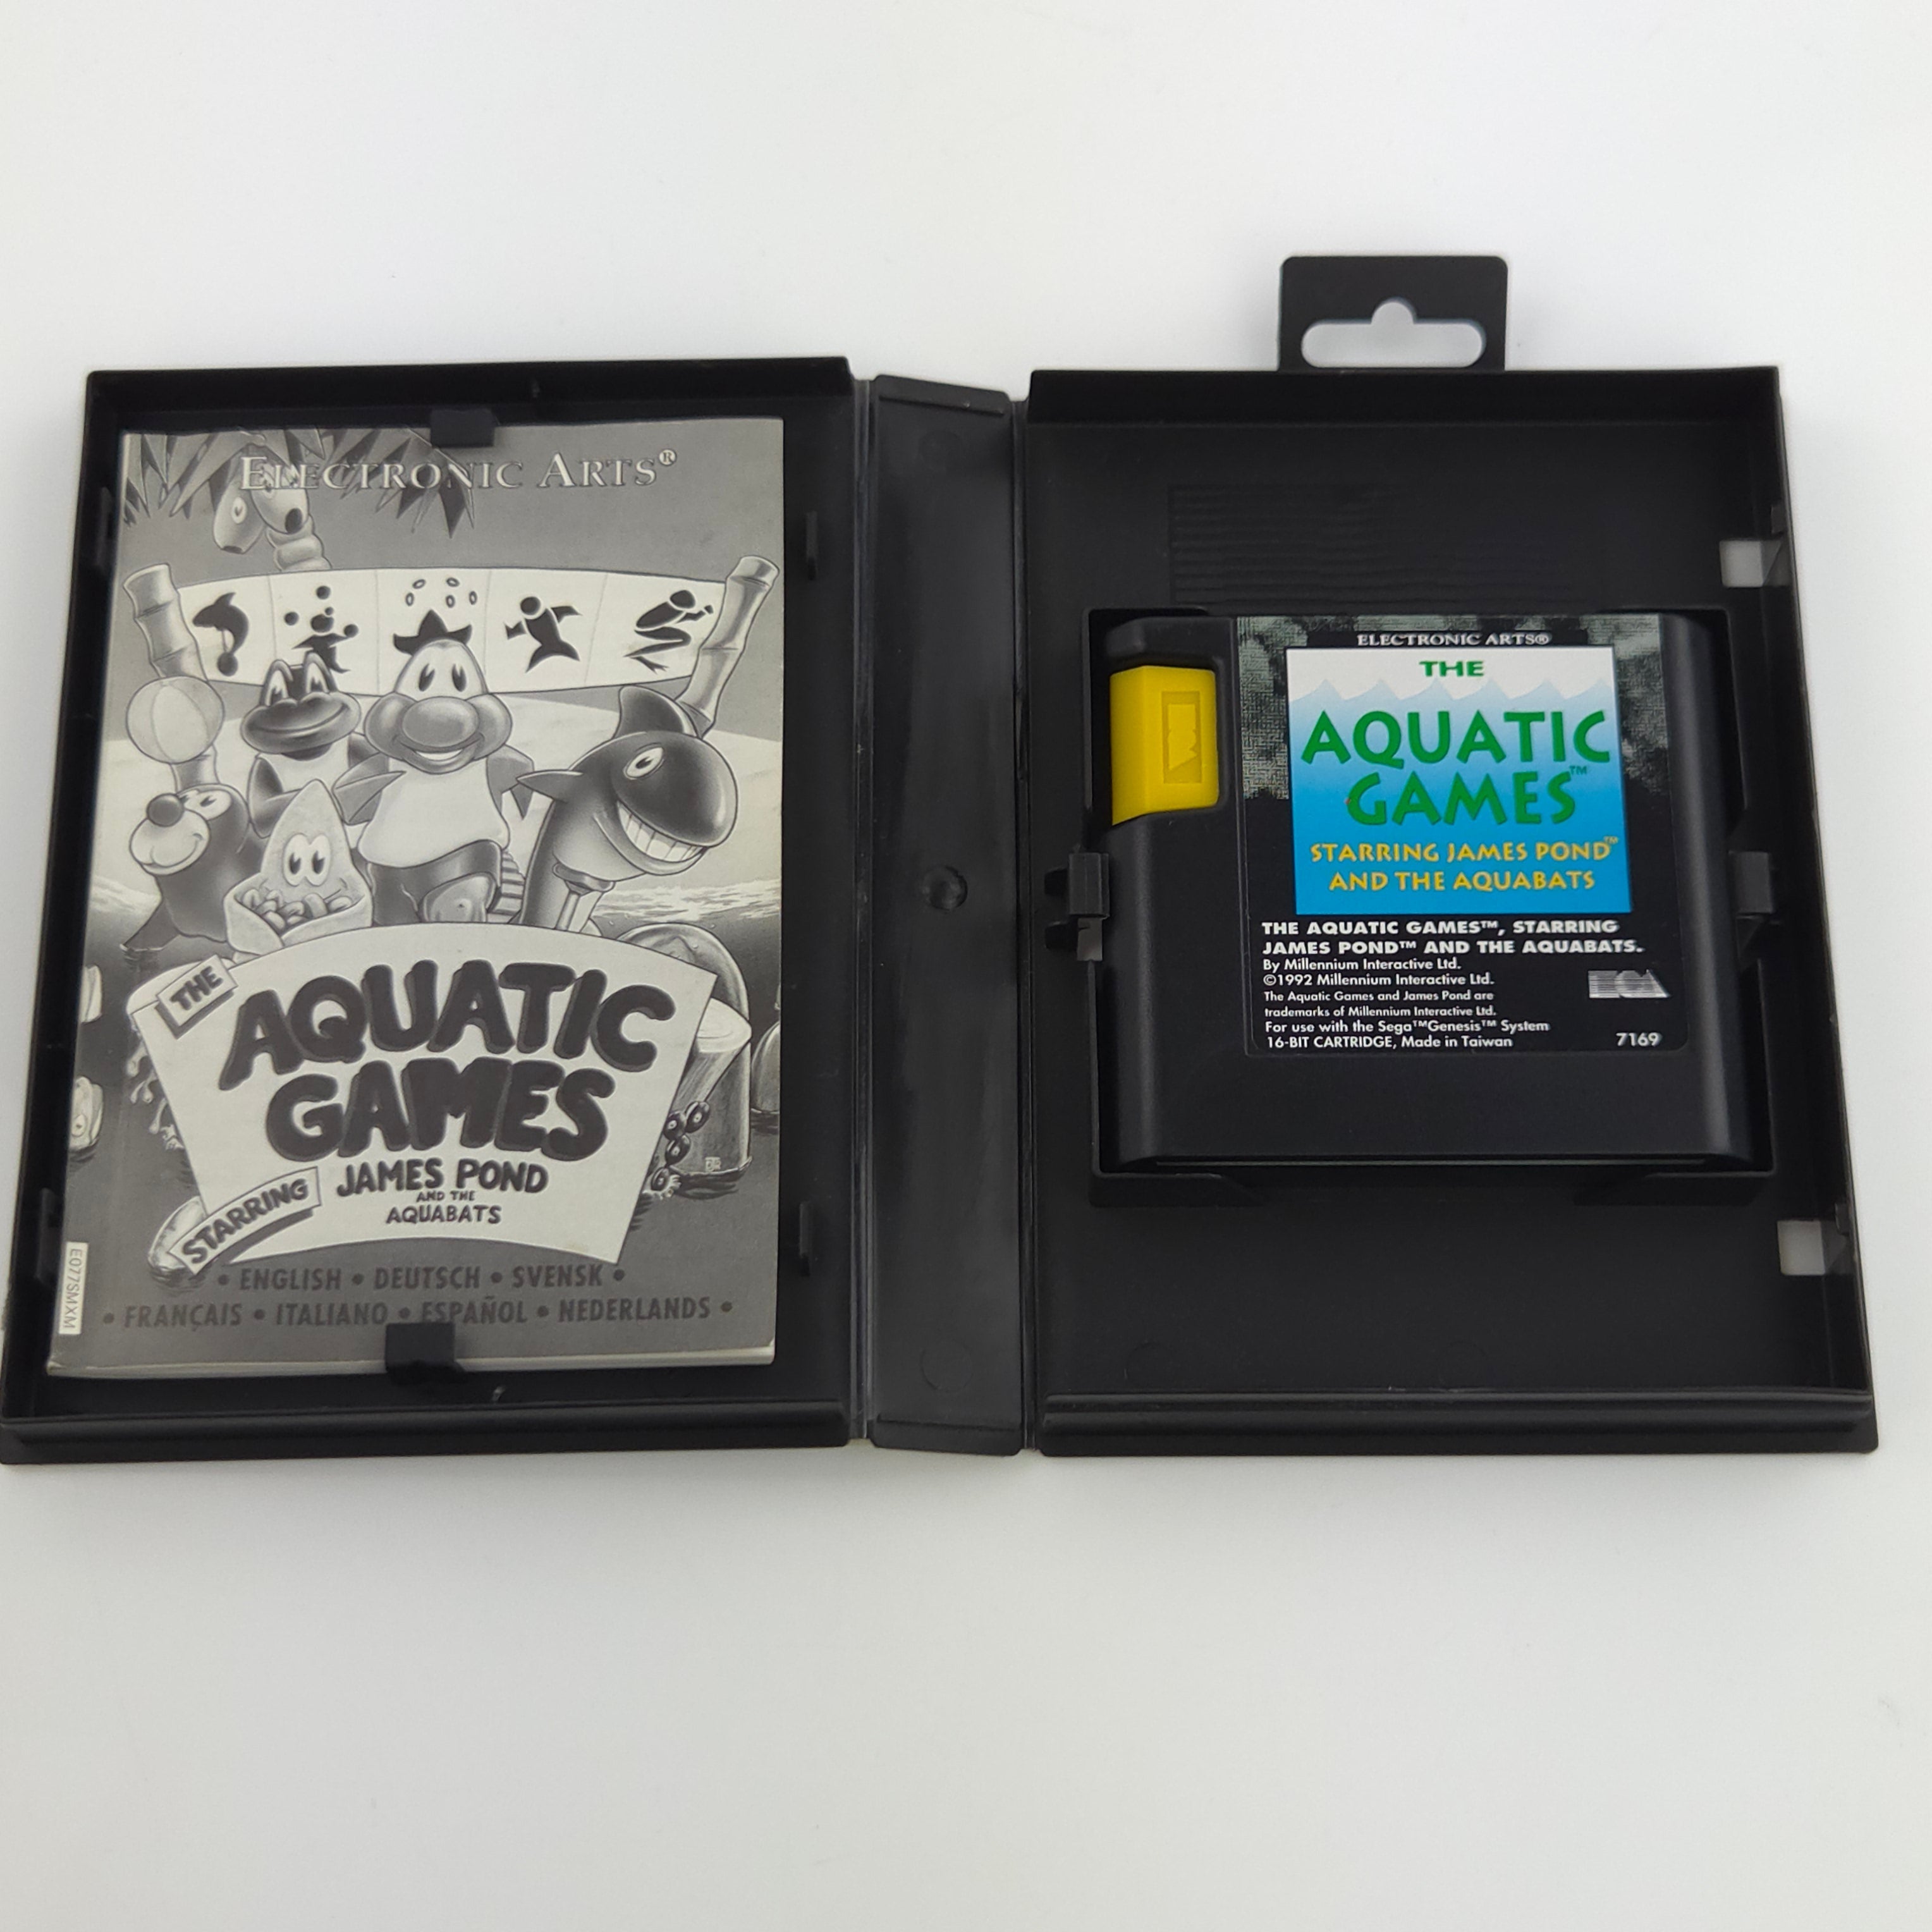 ELECTRONIC ARTS®
THE
AQUATIC
GAMES
STARRING
JAMES POND
AND THE
AQUABATS
• ENGLISH • DEUTSCH • SVENSK •
• FRANÇAIS • ITALIANO • ESPAÑOL • NEDERLANDS •
E077SMXM
ELECTRONIC ARTS®
THE
AQUATIC
GAMES™
STARRING JAMES POND™
AND THE AQUABATS
THE AQUATIC GAMES™, STARRING
JAMES POND™ AND THE AQUABATS.
By Millennium Interactive Ltd.
©1992 Millennium Interactive Ltd.
The Aquatic Games and James Pond are
trademarks of Millennium Interactive Ltd.
For use with the Sega™Genesis™ System
16-BIT CARTRIDGE, Made in Taiwan
ECA
7169